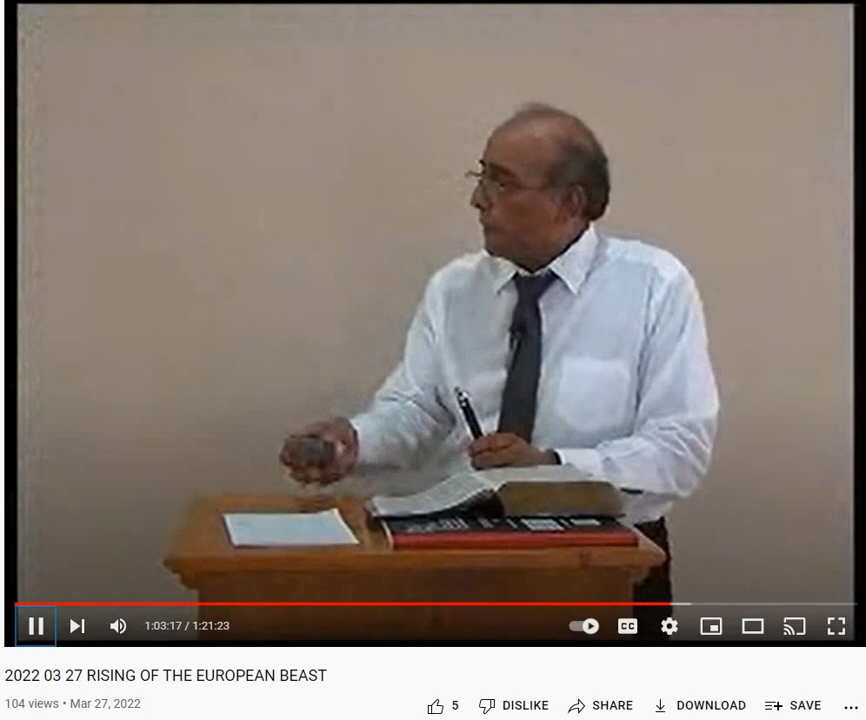 1:03:17 / 1:21:23
CC
2022 03 27 RISING OF THE EUROPEAN BEAST
104 views • Mar 27, 2022
5 DISLIKE SHARE DOWNLOAD SAVE ...